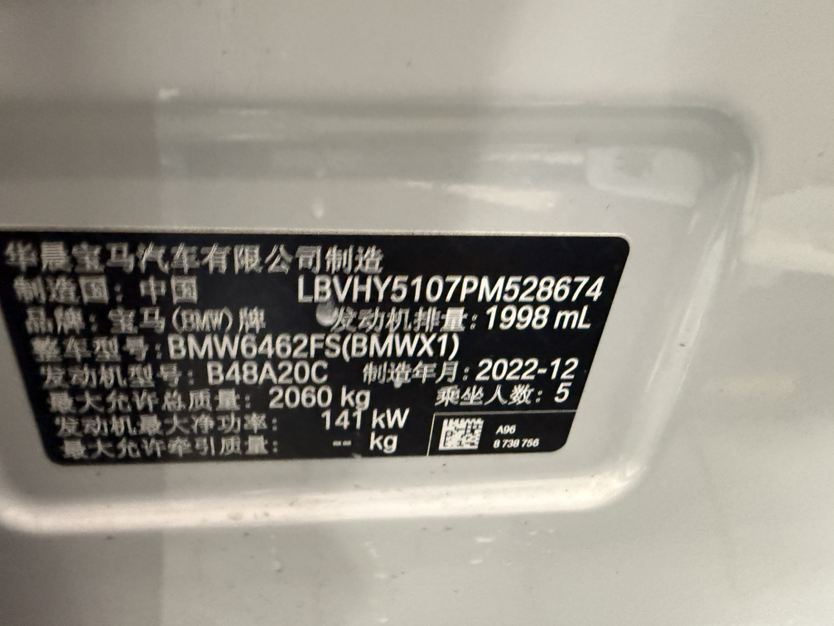 华晨宝马汽车有限公司制造
制造国：中国 LBVHY5107PM528674
品牌：宝马(BMW)牌 发动机排量：1998 mL
整车型号：BMW6462FS(BMWX1)
发动机型号：B48A20C 制造年月：2022-12
最大允许总质量：2060 kg 乘坐人数：5
发动机最大净功率：141 kW
最大允许牵引质量：-- kg
A96
8 738 756